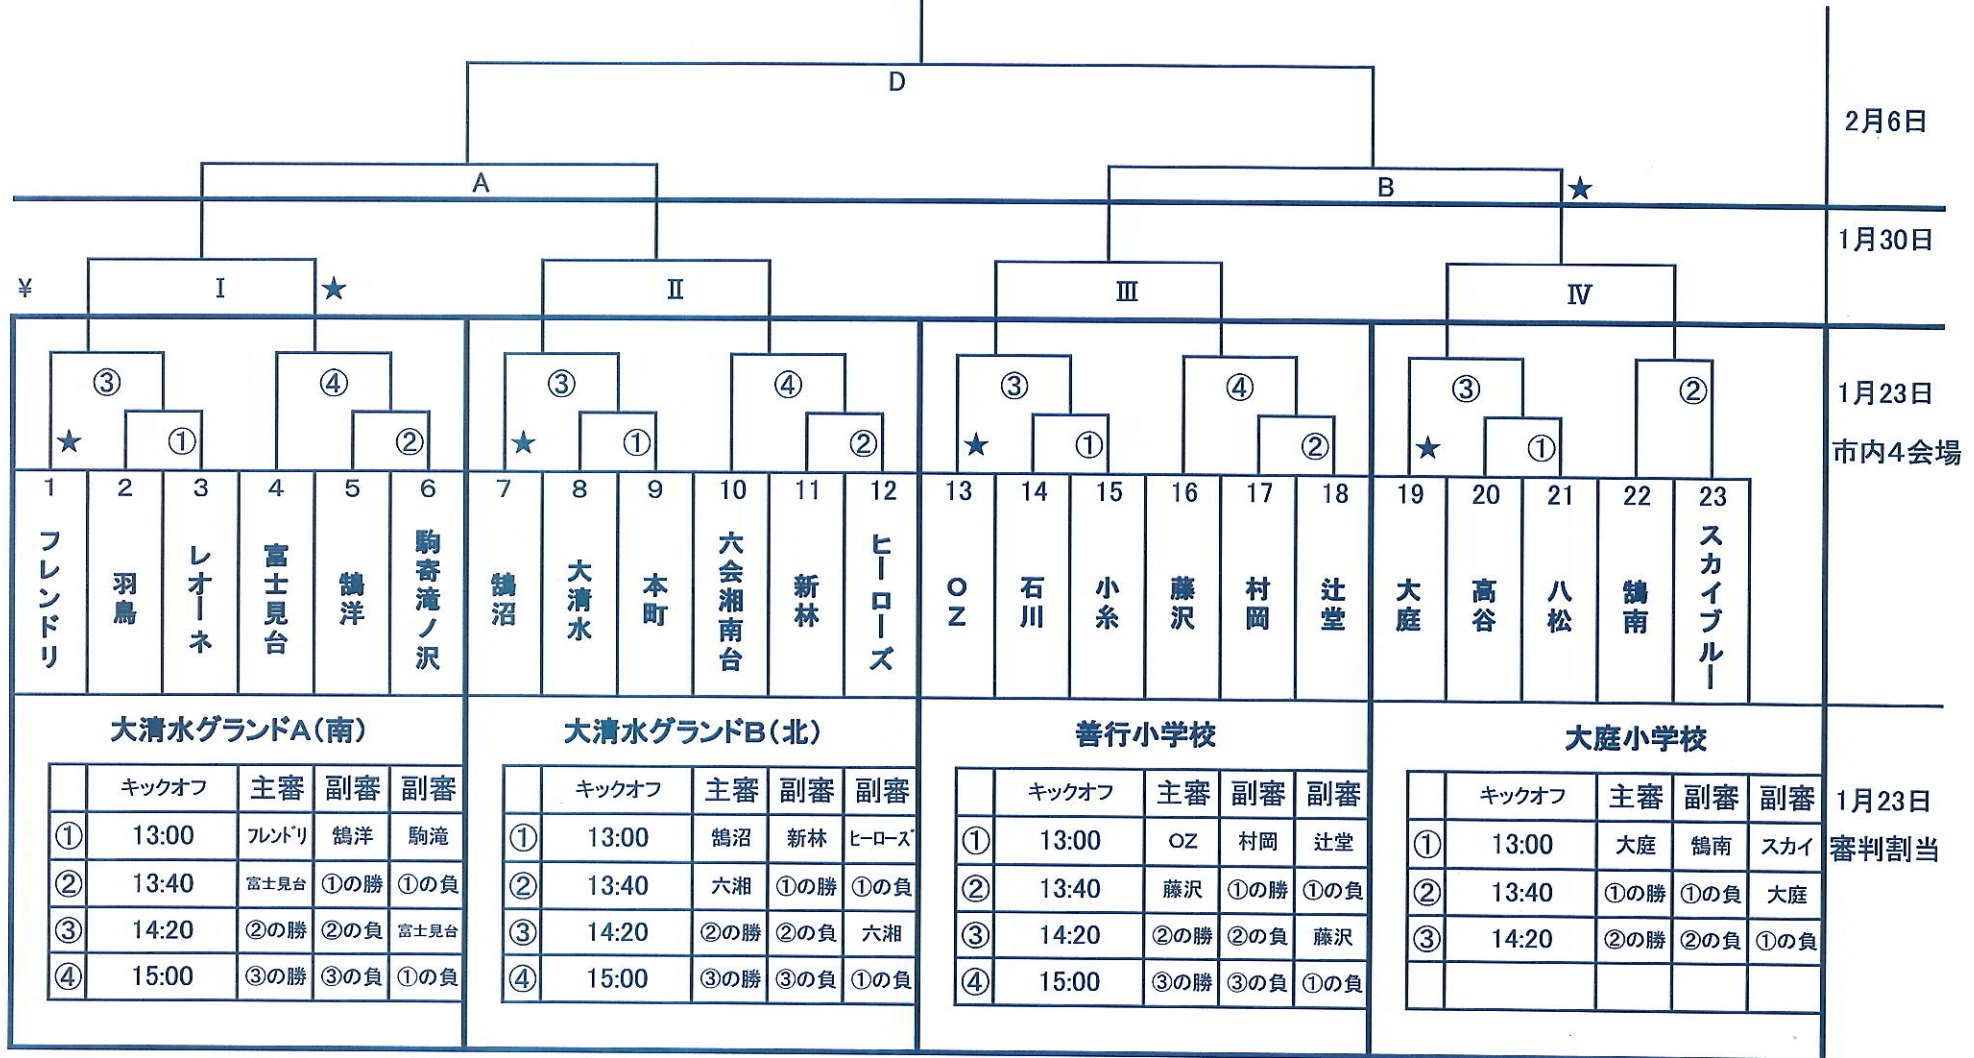 D
2月6日
A
B ★
1月30日
¥
Ⅰ ★
Ⅱ
Ⅲ
Ⅳ
③ ④ ③ ④ ③ ④ ③ ②
1月23日
★ ① ② ★ ① ② ★ ① ② ★ ①
市内4会場
1 2 3 4 5 6 7 8 9 10 11 12 13 14 15 16 17 18 19 20 21 22 23
フレンドリ
羽鳥
レオーネ
富士見台
鵠洋
駒寄滝ノ沢
鵠沼
大清水
本町
六会湘南台
新林
ヒーローズ
OZ
石川
小糸
藤沢
村岡
辻堂
大庭
高谷
八松
鵠南
スカイブルー
大清水グランドA(南)
キックオフ 主審 副審 副審
① 13:00 フレンドリ 鵠洋 駒滝
② 13:40 富士見台 ①の勝 ①の負
③ 14:20 ②の勝 ②の負 富士見台
④ 15:00 ③の勝 ③の負 ①の負
大清水グランドB(北)
キックオフ 主審 副審 副審
① 13:00 鵠沼 新林 ヒーローズ
② 13:40 六湘 ①の勝 ①の負
③ 14:20 ②の勝 ②の負 六湘
④ 15:00 ③の勝 ③の負 ①の負
善行小学校
キックオフ 主審 副審 副審
① 13:00 OZ 村岡 辻堂
② 13:40 藤沢 ①の勝 ①の負
③ 14:20 ②の勝 ②の負 藤沢
④ 15:00 ③の勝 ③の負 ①の負
大庭小学校
キックオフ 主審 副審 副審
① 13:00 大庭 鵠南 スカイ
② 13:40 ①の勝 ①の負 大庭
③ 14:20 ②の勝 ②の負 ①の負
1月23日
審判割当